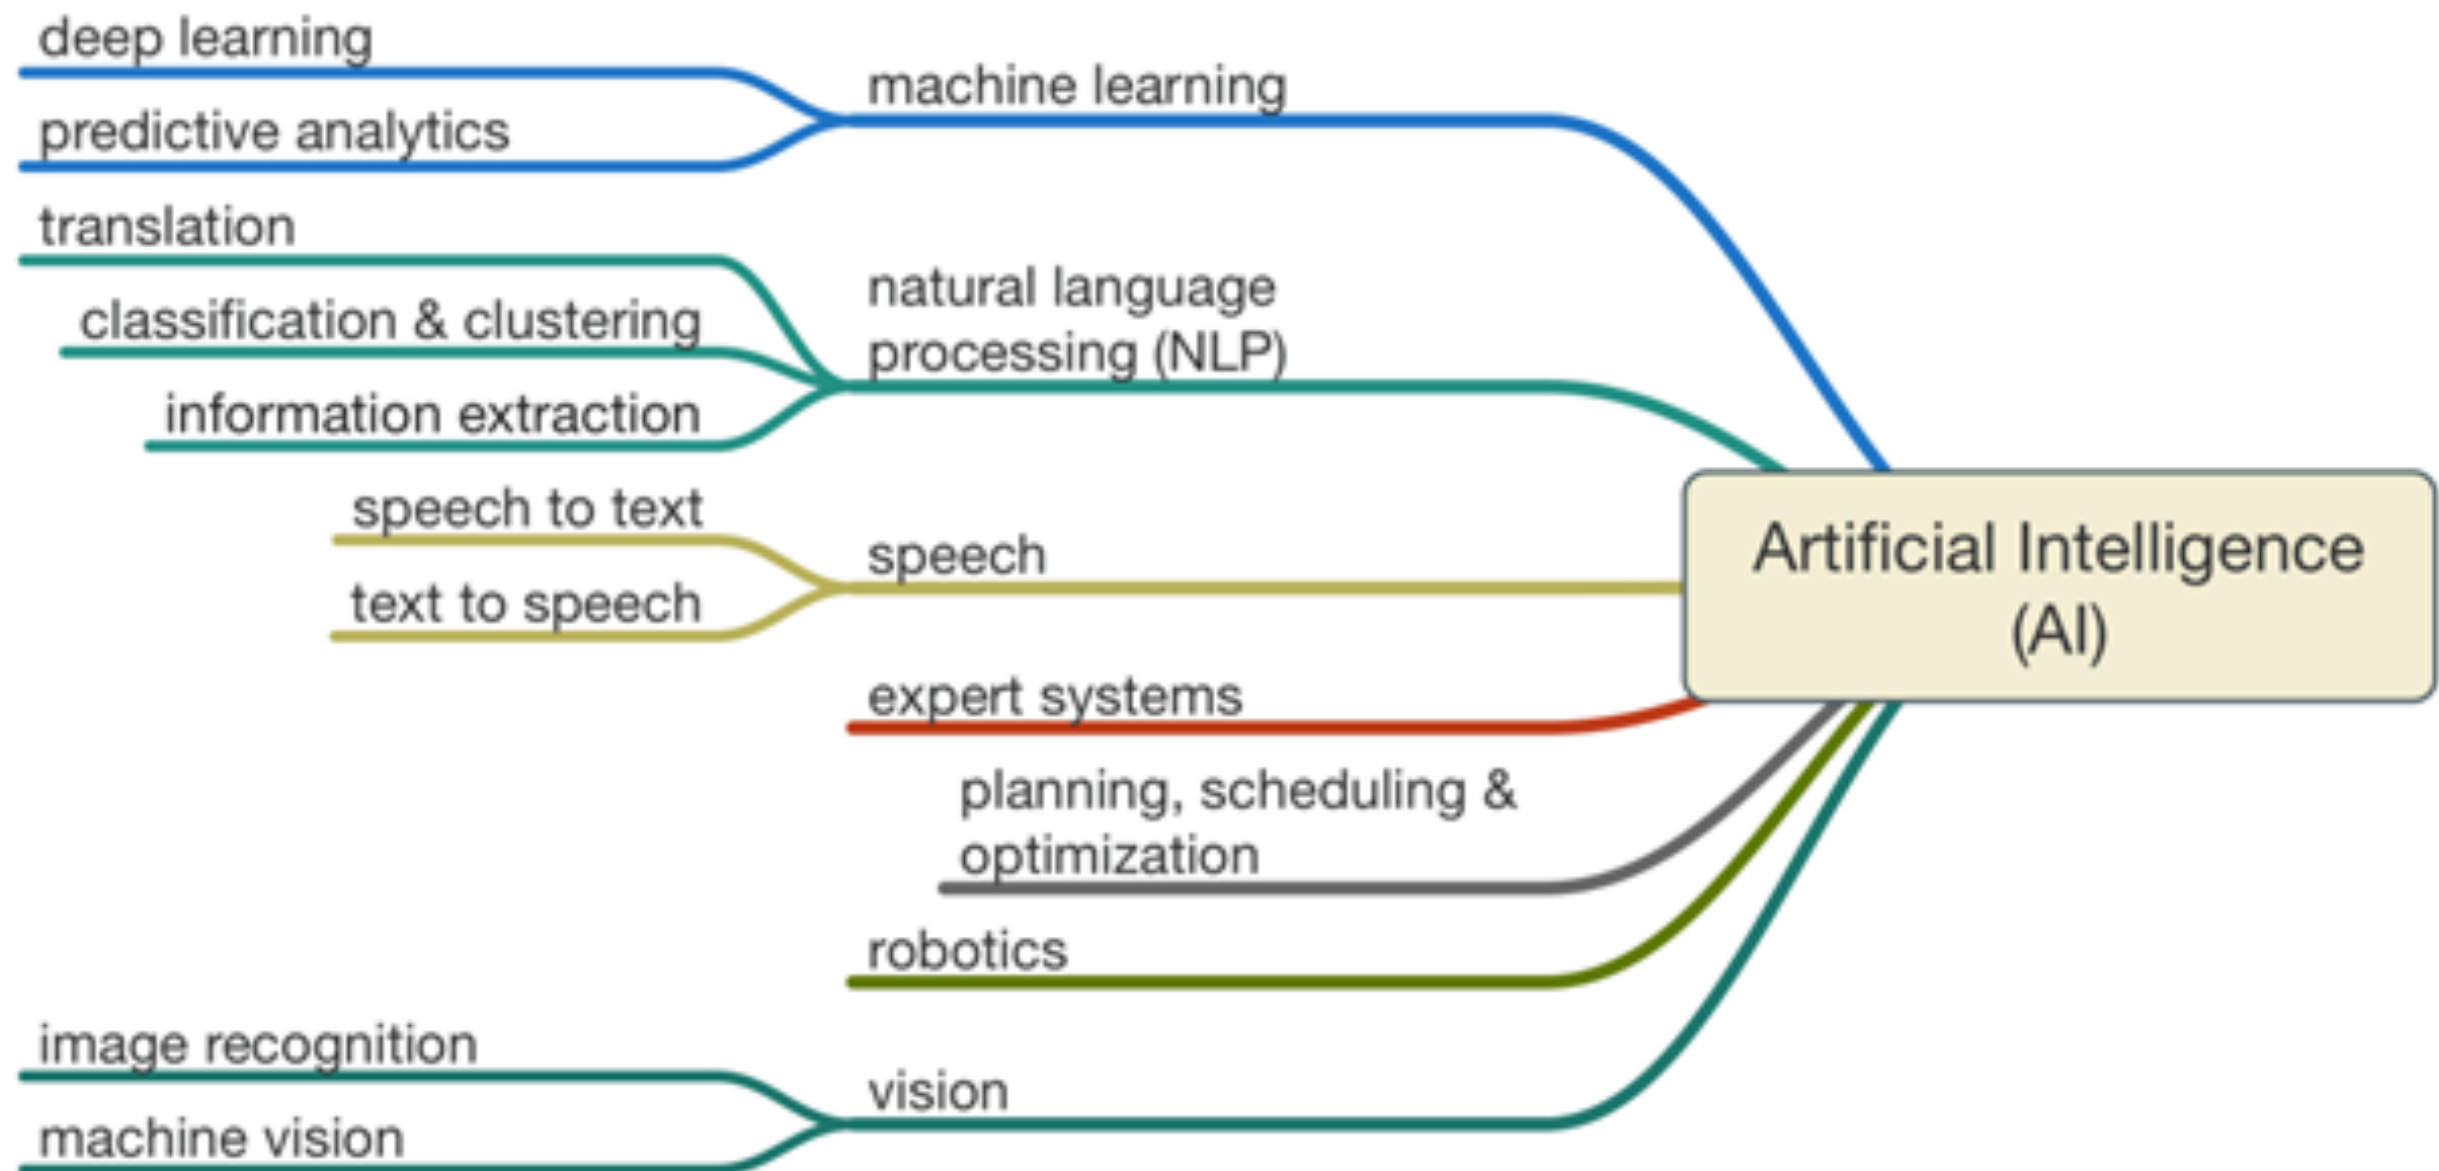 deep learning
machine learning
predictive analytics
translation
natural language
processing (NLP)
classification & clustering
information extraction
speech to text
speech
text to speech
Artificial Intelligence
(AI)
expert systems
planning, scheduling &
optimization
robotics
image recognition
vision
machine vision